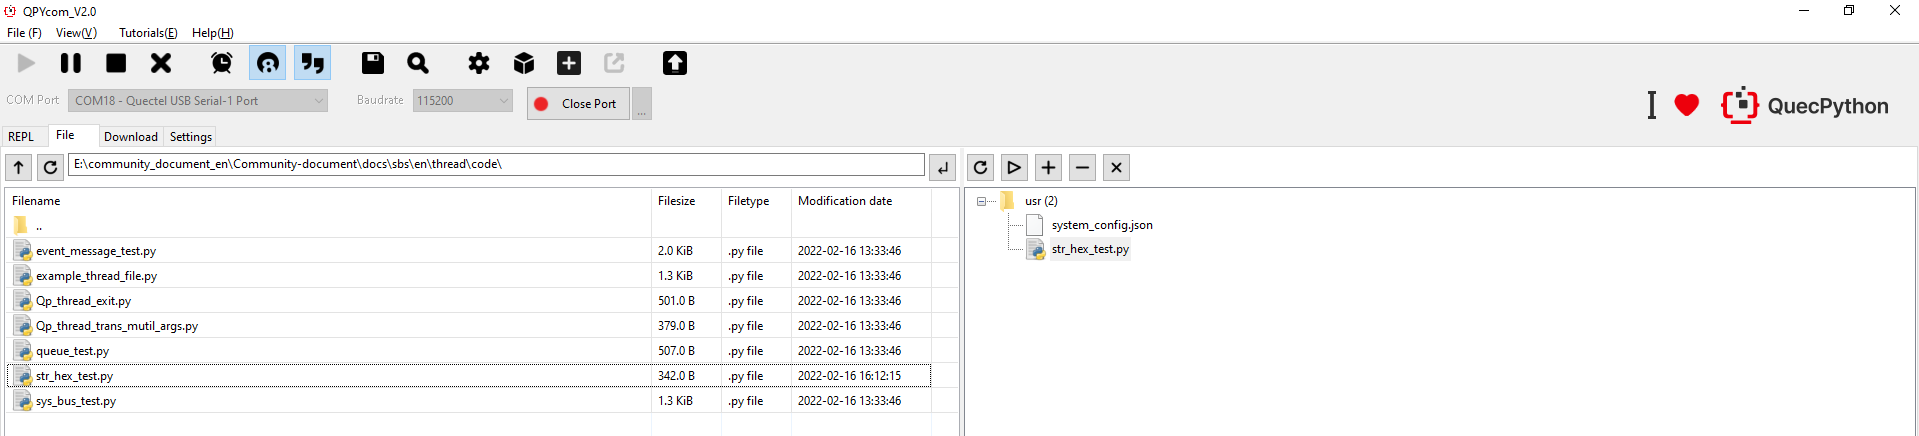 QPYcom_V2.0
File (F) View(V) Tutorials(E) Help(H)
COM Port COM18 - Quectel USB Serial-1 Port Baudrate 115200 Close Port ...
I QuecPython
REPL File Download Settings
E:\community_document_en\Community-document\docs\sbs\en\thread\code\
Filename Filesize Filetype Modification date
..
event_message_test.py 2.0 KiB .py file 2022-02-16 13:33:46
example_thread_file.py 1.3 KiB .py file 2022-02-16 13:33:46
Qp_thread_exit.py 501.0 B .py file 2022-02-16 13:33:46
Qp_thread_trans_mutil_args.py 379.0 B .py file 2022-02-16 13:33:46
queue_test.py 507.0 B .py file 2022-02-16 13:33:46
str_hex_test.py 342.0 B .py file 2022-02-16 16:12:15
sys_bus_test.py 1.3 KiB .py file 2022-02-16 13:33:46
usr (2)
system_config.json
str_hex_test.py